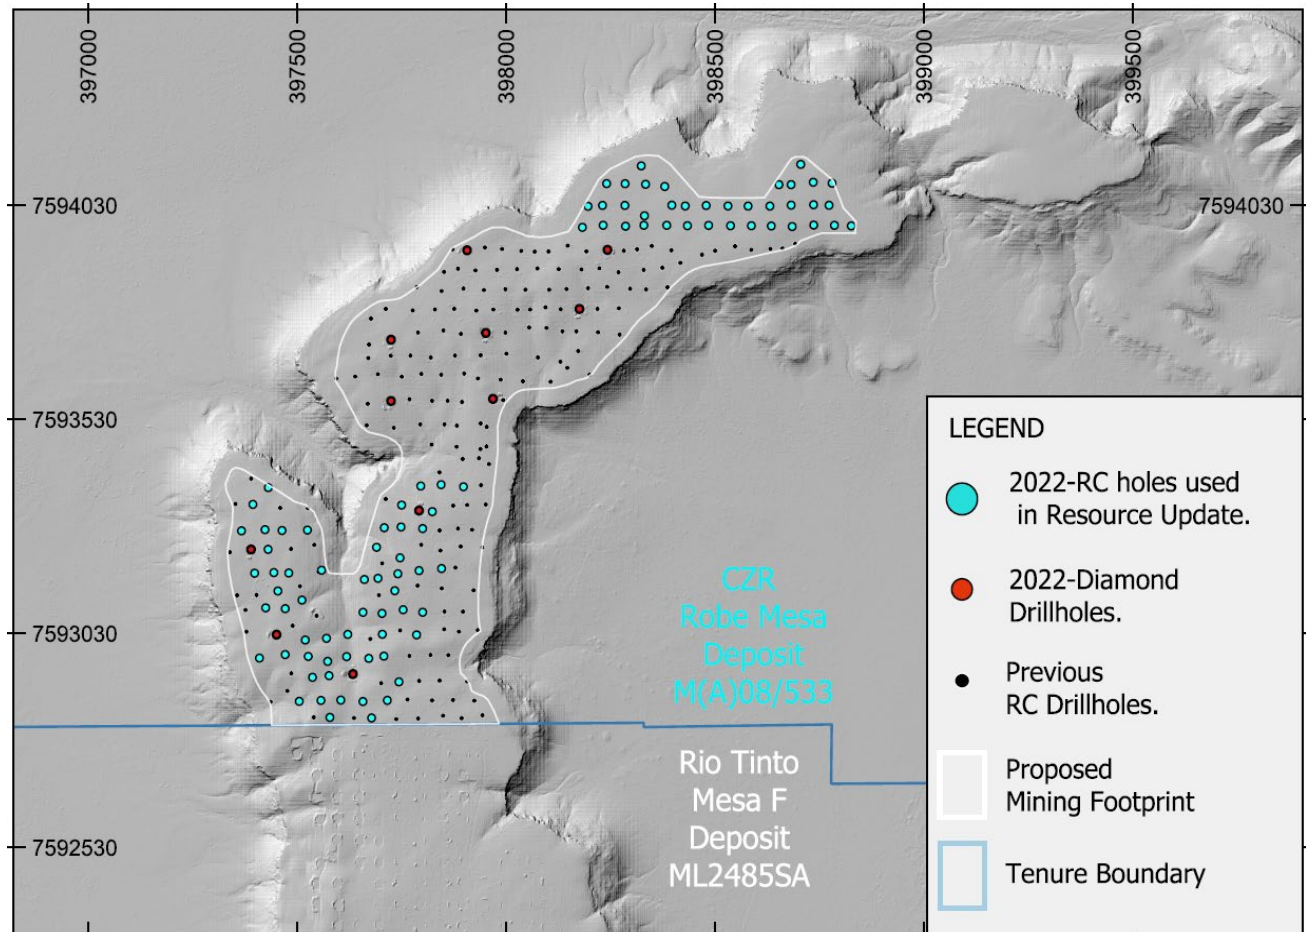 397000
397500
398000
398500
399000
399500
7594030
7594030
7593530
7593030
7592530
CZR
Robe Mesa
Deposit
M(A)08/533
Rio Tinto
Mesa F
Deposit
ML2485SA
LEGEND
2022-RC holes used
in Resource Update.
2022-Diamond
Drillholes.
Previous
RC Drillholes.
Proposed
Mining Footprint
Tenure Boundary